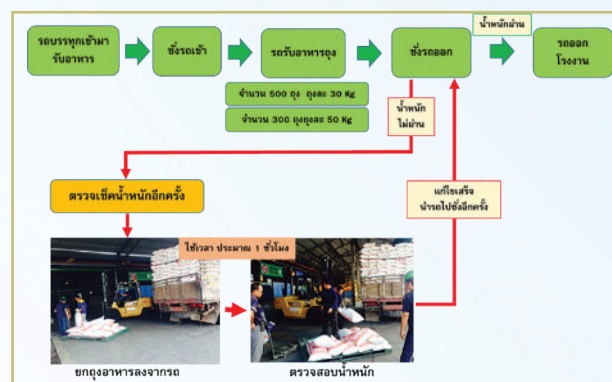 รถบรรทุกเข้ามา
รับอาหาร
ชั่งรถเข้า
รถรับอาหารถุง
ชั่งรถออก
น้ำหนักผ่าน
รถออก
โรงงาน
จำนวน 500 ถุง ถุงละ 30 Kg
จำนวน 300 ถุงถุงละ 50 Kg
น้ำหนัก
ไม่ผ่าน
ตรวจเช็คน้ำหนักอีกครั้ง
แก้ไขเสร็จ
นำรถไปชั่งอีกครั้ง
ใช้เวลา ประมาณ 1 ชั่วโมง
ยกถุงอาหารลงจากรถ
ตรวจสอบน้ำหนัก